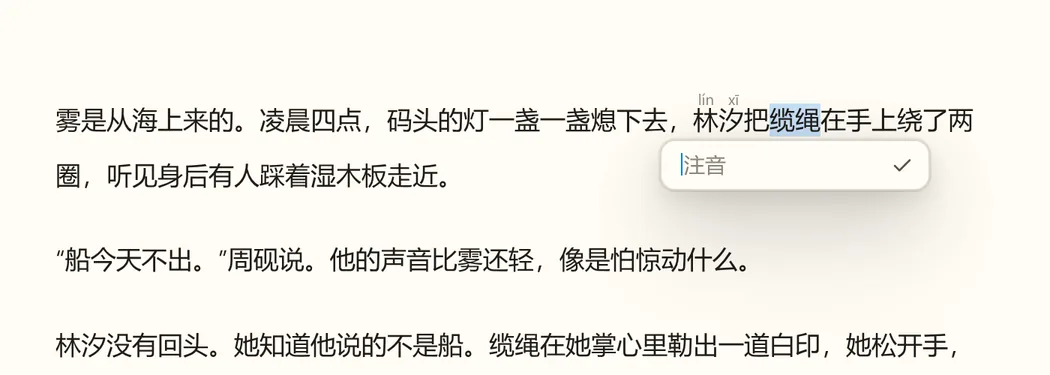 lín xī
雾是从海上来的。凌晨四点，码头的灯一盏一盏熄下去，林汐把缆绳在手上绕了两
注音
圈，听见身后有人踩着湿木板走近。
“船今天不出。”周砚说。他的声音比雾还轻，像是怕惊动什么。
林汐没有回头。她知道他说的不是船。缆绳在她掌心里勒出一道白印，她松开手，